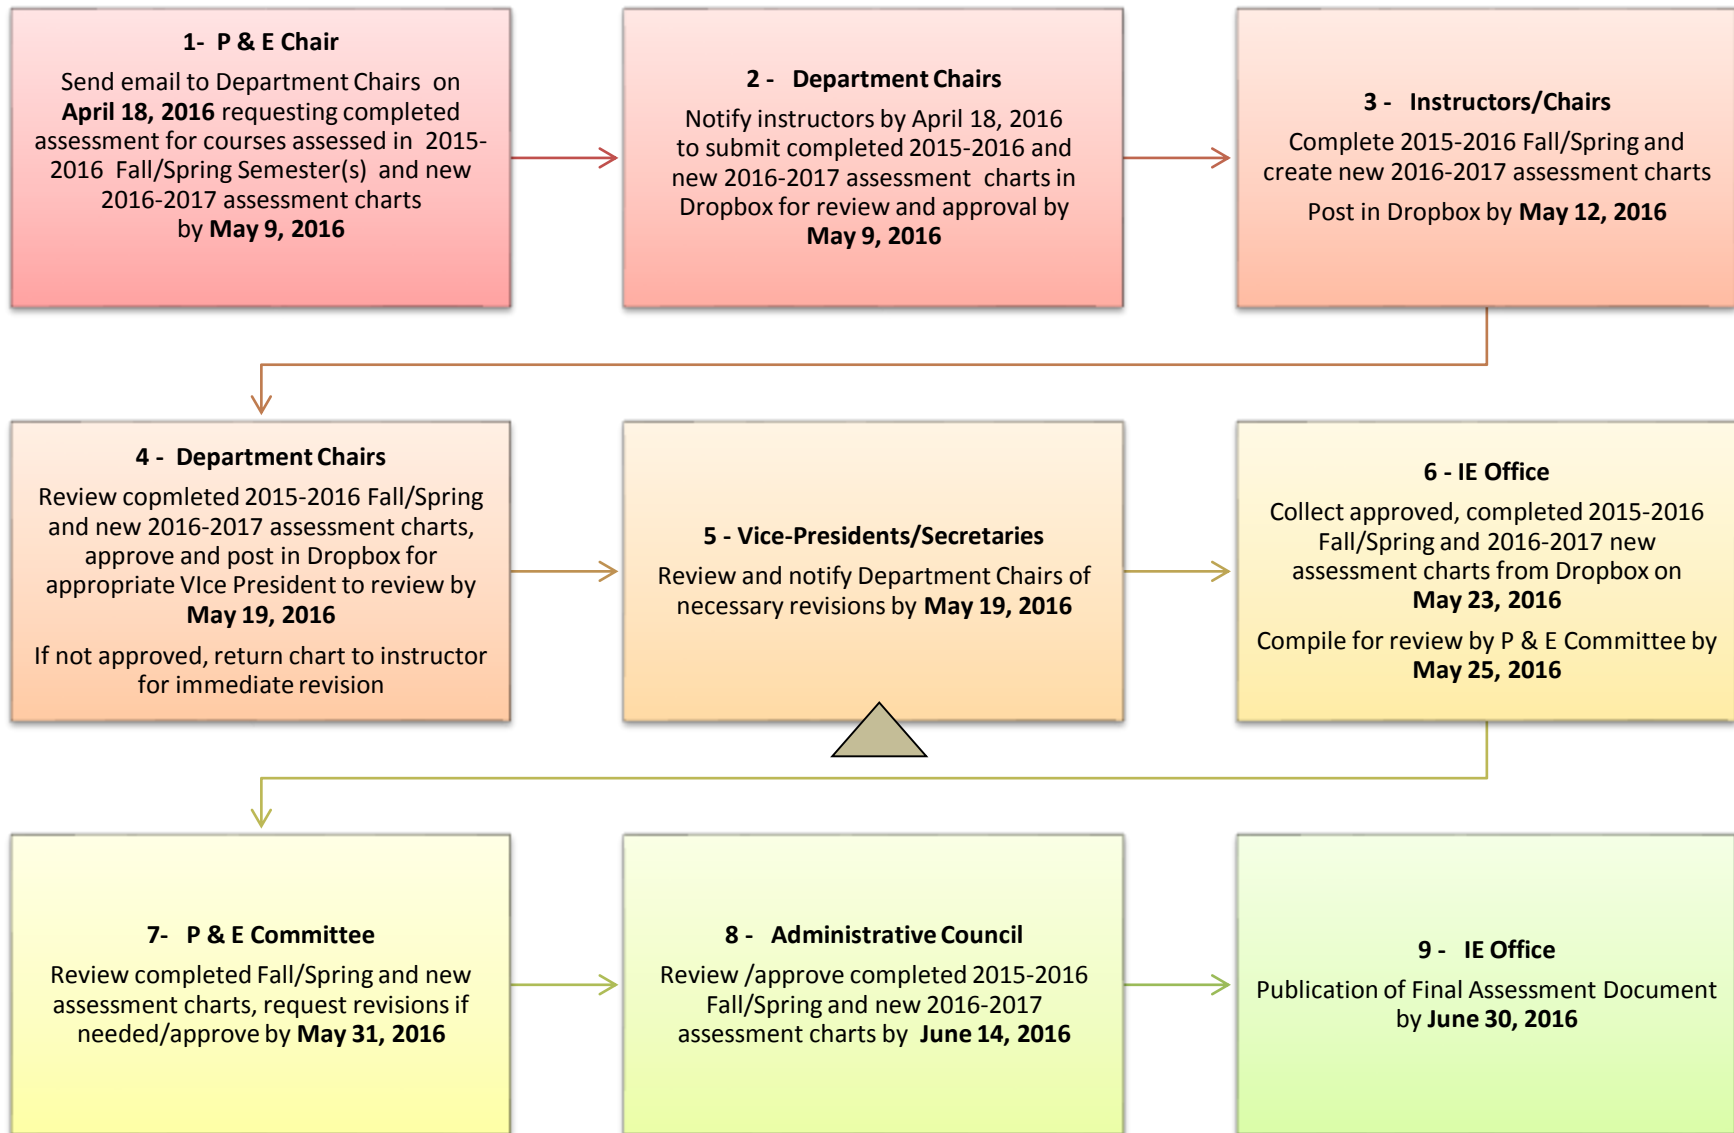 1- P & E Chair
Send email to Department Chairs on
April 18, 2016 requesting completed
assessment for courses assessed in 2015-
2016 Fall/Spring Semester(s) and new
2016-2017 assessment charts
by May 9, 2016
2 - Department Chairs
Notify instructors by April 18, 2016
to submit completed 2015-2016 and
new 2016-2017 assessment charts in
Dropbox for review and approval by
May 9, 2016
3 - Instructors/Chairs
Complete 2015-2016 Fall/Spring and
create new 2016-2017 assessment charts
Post in Dropbox by May 12, 2016
4 - Department Chairs
Review copmleted 2015-2016 Fall/Spring
and new 2016-2017 assessment charts,
approve and post in Dropbox for
appropriate VIce President to review by
May 19, 2016
If not approved, return chart to instructor
for immediate revision
5 - Vice-Presidents/Secretaries
Review and notify Department Chairs of
necessary revisions by May 19, 2016
6 - IE Office
Collect approved, completed 2015-2016
Fall/Spring and 2016-2017 new
assessment charts from Dropbox on
May 23, 2016
Compile for review by P & E Committee by
May 25, 2016
7- P & E Committee
Review completed Fall/Spring and new
assessment charts, request revisions if
needed/approve by May 31, 2016
8 - Administrative Council
Review /approve completed 2015-2016
Fall/Spring and new 2016-2017
assessment charts by June 14, 2016
9 - IE Office
Publication of Final Assessment Document
by June 30, 2016